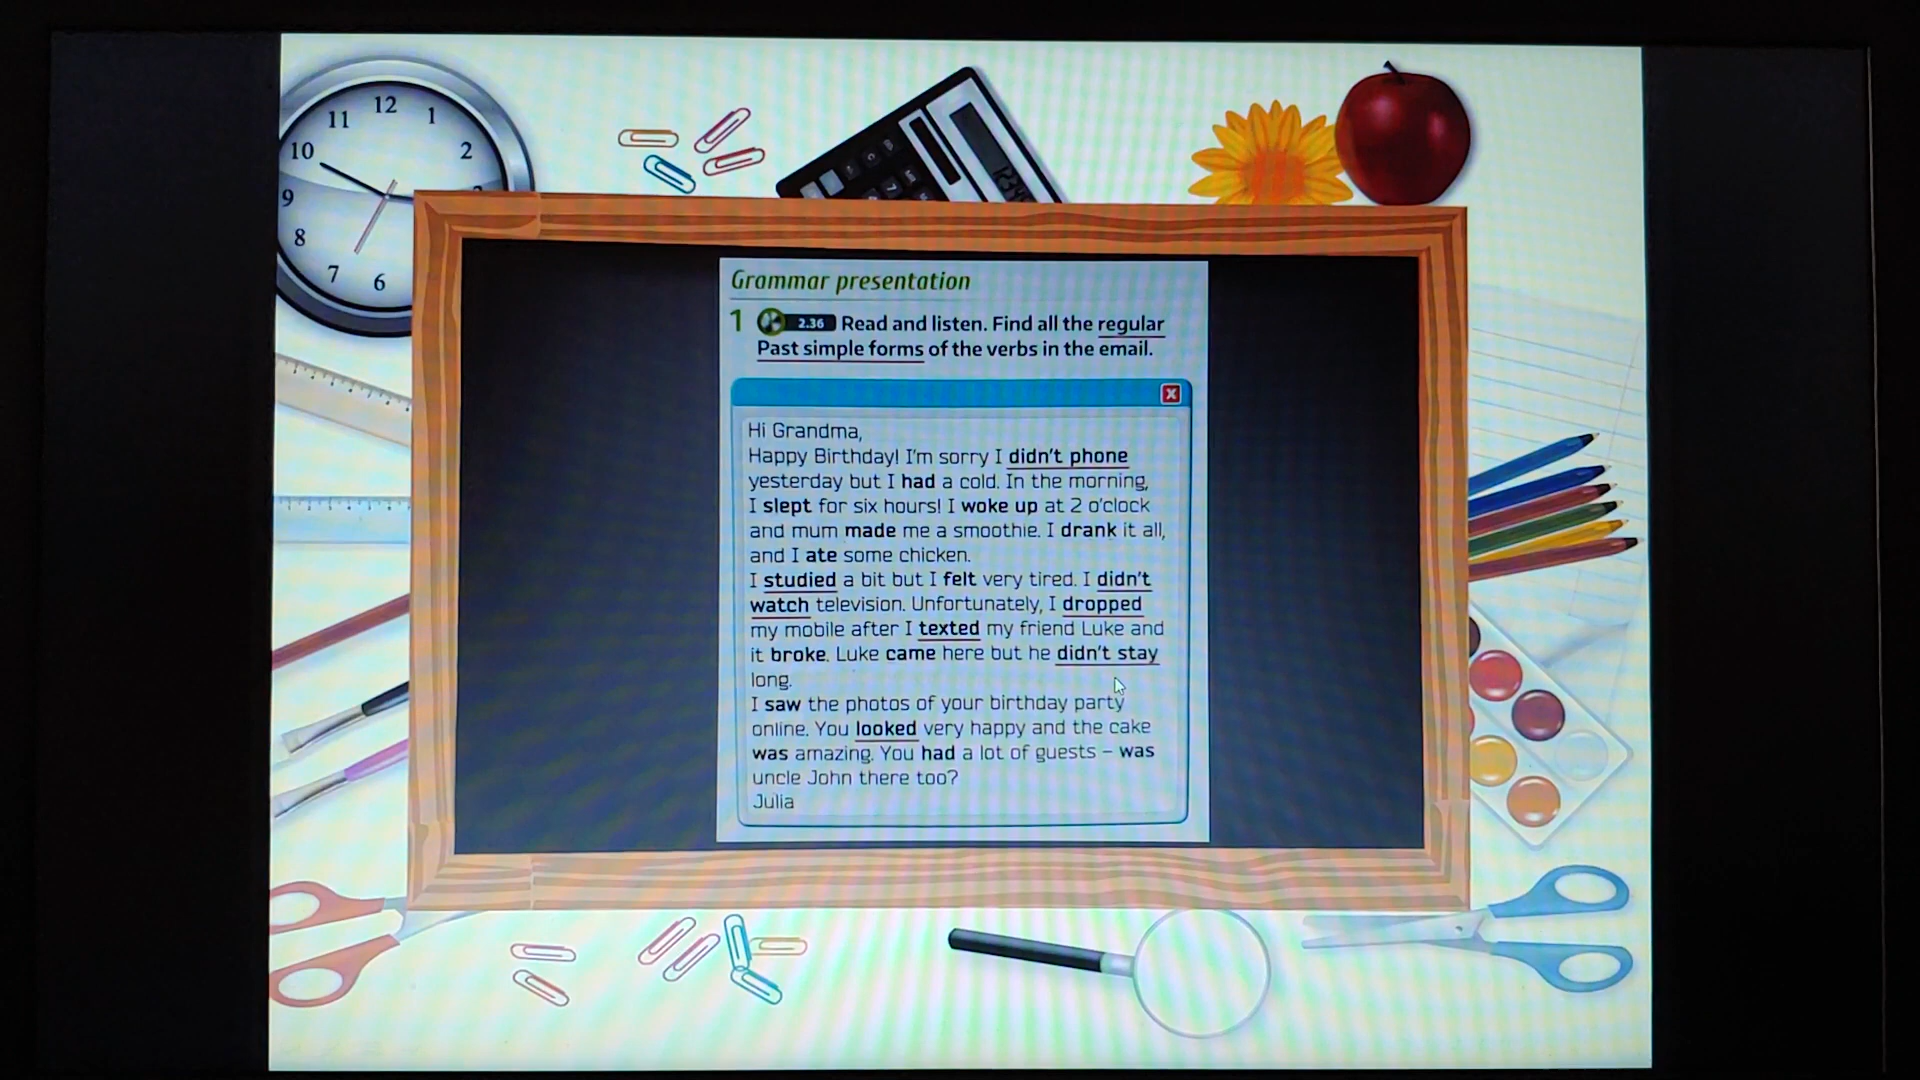 12
11
1
10
2
9
8
7
6
Grammar presentation
1 2.36 Read and listen. Find all the regular
Past simple forms of the verbs in the email.
X
Hi Grandma,
Happy Birthday! I'm sorry I didn't phone
yesterday but I had a cold. In the morning,
I slept for six hours! I woke up at 2 o'clock
and mum made me a smoothie. I drank it all,
and I ate some chicken.
I studied a bit but I felt very tired. I didn't
watch television. Unfortunately, I dropped
my mobile after I texted my friend Luke and
it broke. Luke came here but he didn't stay
long.
I saw the photos of your birthday party
online. You looked very happy and the cake
was amazing. You had a lot of guests – was
uncle John there too?
Julia